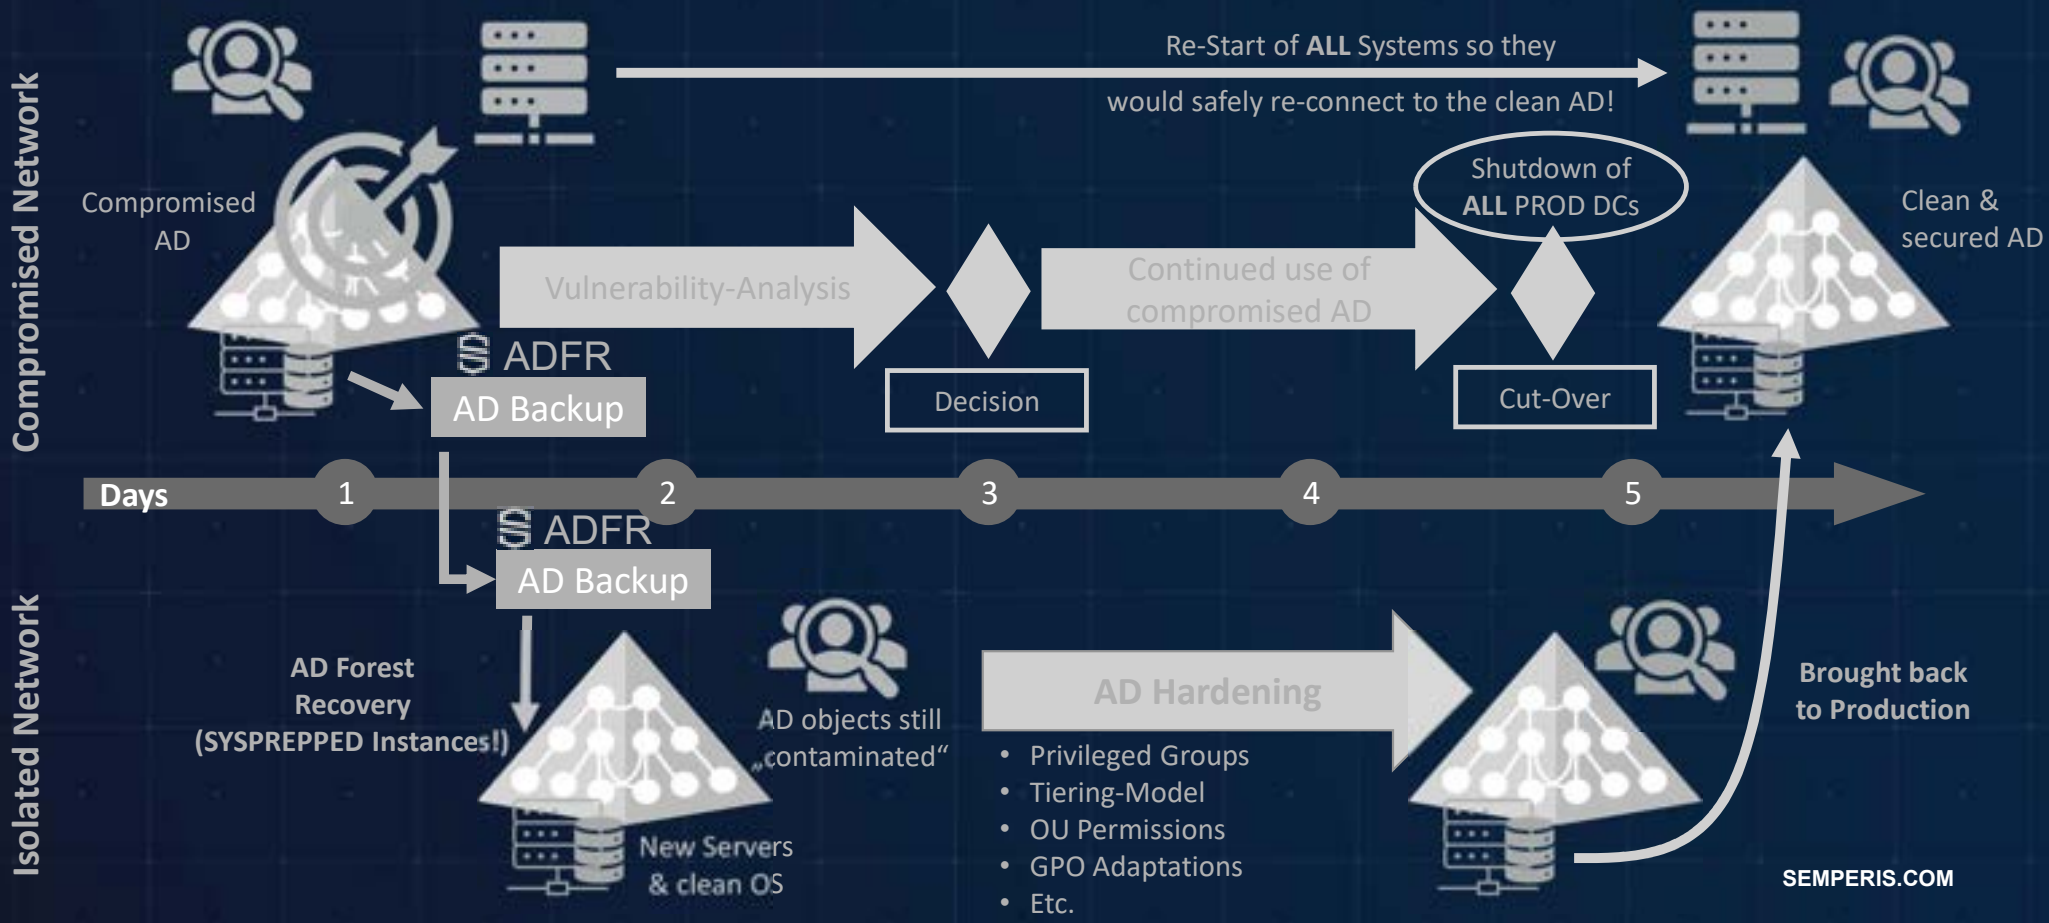 Compromised Network
Re-Start of ALL Systems so they
would safely re-connect to the clean AD!
Compromised
AD
Shutdown of
ALL PROD DCs
Clean &
secured AD
Vulnerability-Analysis
Continued use of
compromised AD
ADFR
AD Backup
Decision
Cut-Over
Days
1
2
3
4
5
Isolated Network
ADFR
AD Backup
AD Forest
Recovery
(SYSPREPPED Instances!)
AD objects still
„contaminated“
New Servers
& clean OS
AD Hardening
• Privileged Groups
• Tiering-Model
• OU Permissions
• GPO Adaptations
• Etc.
Brought back
to Production
SEMPERIS.COM